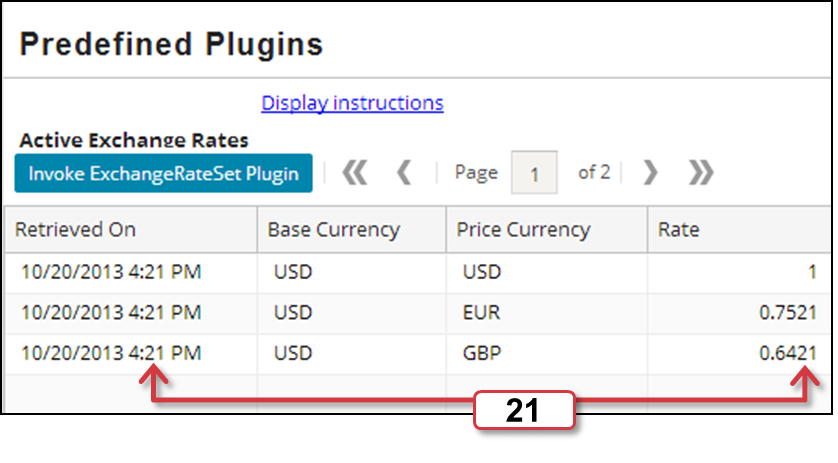 Predefined Plugins
Display instructions
Active Exchange Rates
Invoke ExchangeRateSet Plugin Page 1 of 2
Retrieved On Base Currency Price Currency Rate
10/20/2013 4:21 PM USD USD 1
10/20/2013 4:21 PM USD EUR 0.7521
10/20/2013 4:21 PM USD GBP 0.6421
21